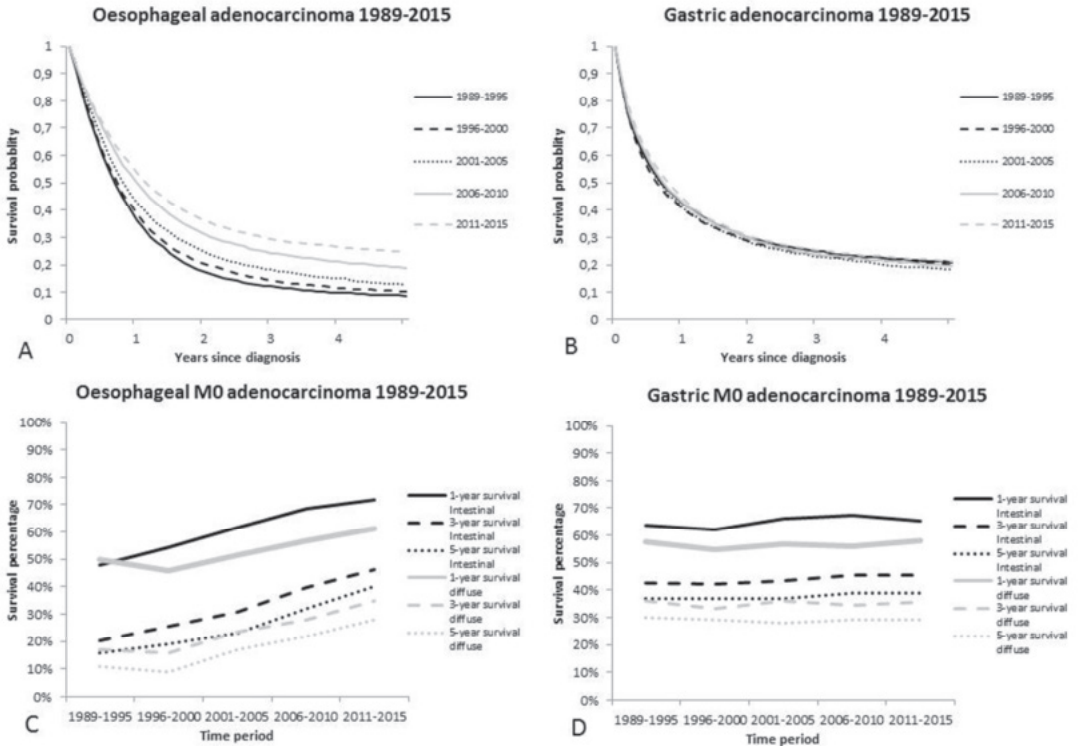 Oesophageal adenocarcinoma 1989-2015
Survival probablity
1
0,9
0,8
0,7
0,6
0,5
0,4
0,3
0,2
0,1
0
0 1 2 3 4
Years since diagnosis
1989-1995
1996-2000
2001-2005
2006-2010
2011-2015
A
Gastric adenocarcinoma 1989-2015
Survival probablity
1
0,9
0,8
0,7
0,6
0,5
0,4
0,3
0,2
0,1
0
0 1 2 3 4
Years since diagnosis
1989-1995
1996-2000
2001-2005
2006-2010
2011-2015
B
Oesophageal M0 adenocarcinoma 1989-2015
Survival percentage
100%
90%
80%
70%
60%
50%
40%
30%
20%
10%
0%
1989-1995 1996-2000 2001-2005 2006-2010 2011-2015
Time period
1-year survival
Intestinal
3-year survival
Intestinal
5-year survival
Intestinal
1-year survival
diffuse
3-year survival
diffuse
5-year survival
diffuse
C
Gastric M0 adenocarcinoma 1989-2015
Survival percentage
100%
90%
80%
70%
60%
50%
40%
30%
20%
10%
0%
1989-1995 1996-2000 2001-2005 2006-2010 2011-2015
Time period
1-year survival
Intestinal
3-year survival
Intestinal
5-year survival
Intestinal
1-year survival
diffuse
3-year survival
diffuse
5-year survival
diffuse
D